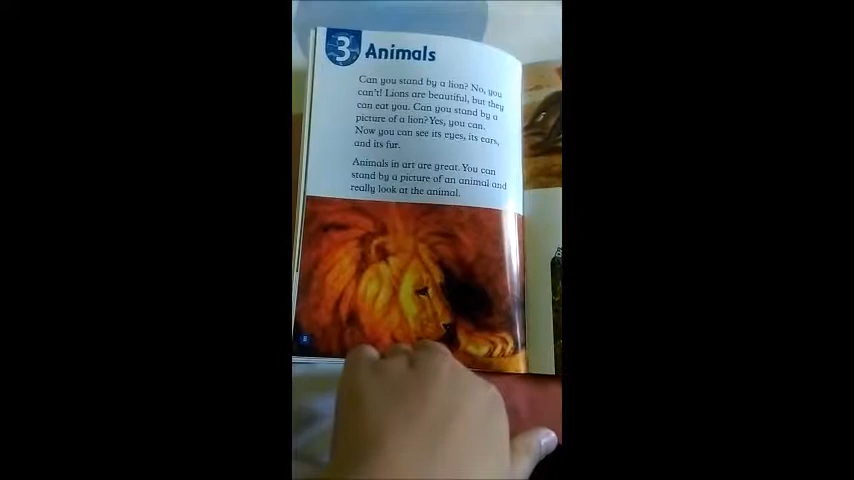 3 Animals
Can you stand by a lion? No, you
can't! Lions are beautiful, but they
can eat you. Can you stand by a
picture of a lion? Yes, you can.
Now you can see its eyes, its ears,
and its fur.
Animals in art are great. You can
stand by a picture of an animal and
really look at the animal.
8